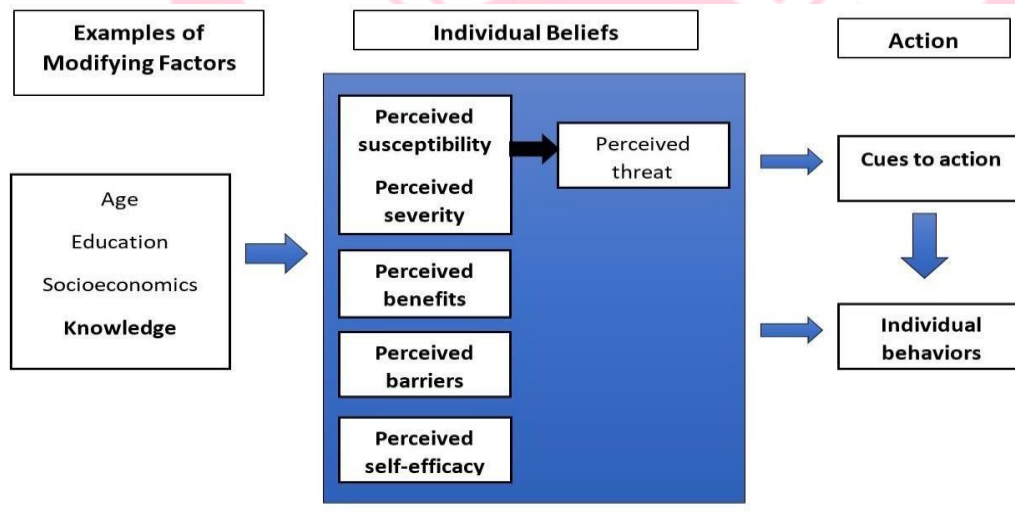 Examples of
Modifying Factors
Individual Beliefs
Action
Age
Education
Socioeconomics
Knowledge
Perceived
susceptibility
Perceived
severity
Perceived
threat
Perceived
benefits
Perceived
barriers
Perceived
self-efficacy
Cues to action
Individual
behaviors